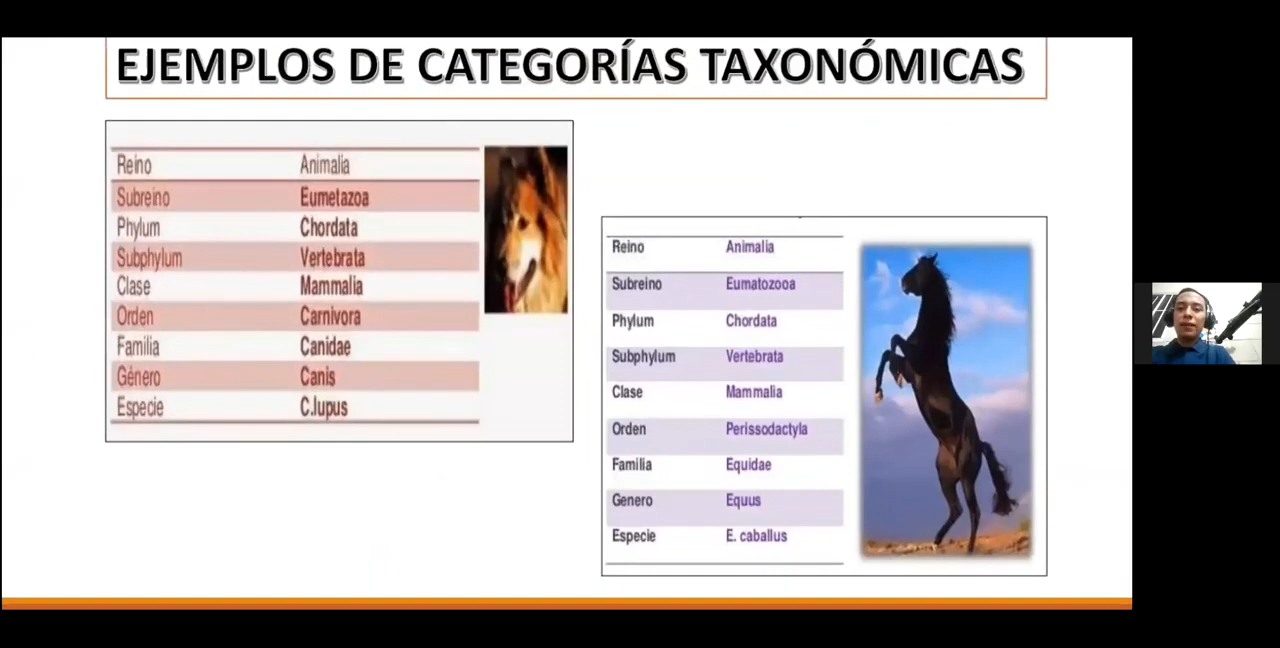 EJEMPLOS DE CATEGORÍAS TAXONÓMICAS
Reino Animalia
Subreino Eumetazoa
Phylum Chordata
Subphylum Vertebrata
Clase Mammalia
Orden Carnivora
Familia Canidae
Género Canis
Especie C.lupus
Reino Animalia
Subreino Eumatozooa
Phylum Chordata
Subphylum Vertebrata
Clase Mammalia
Orden Perissodactyla
Familia Equidae
Genero Equus
Especie E. caballus